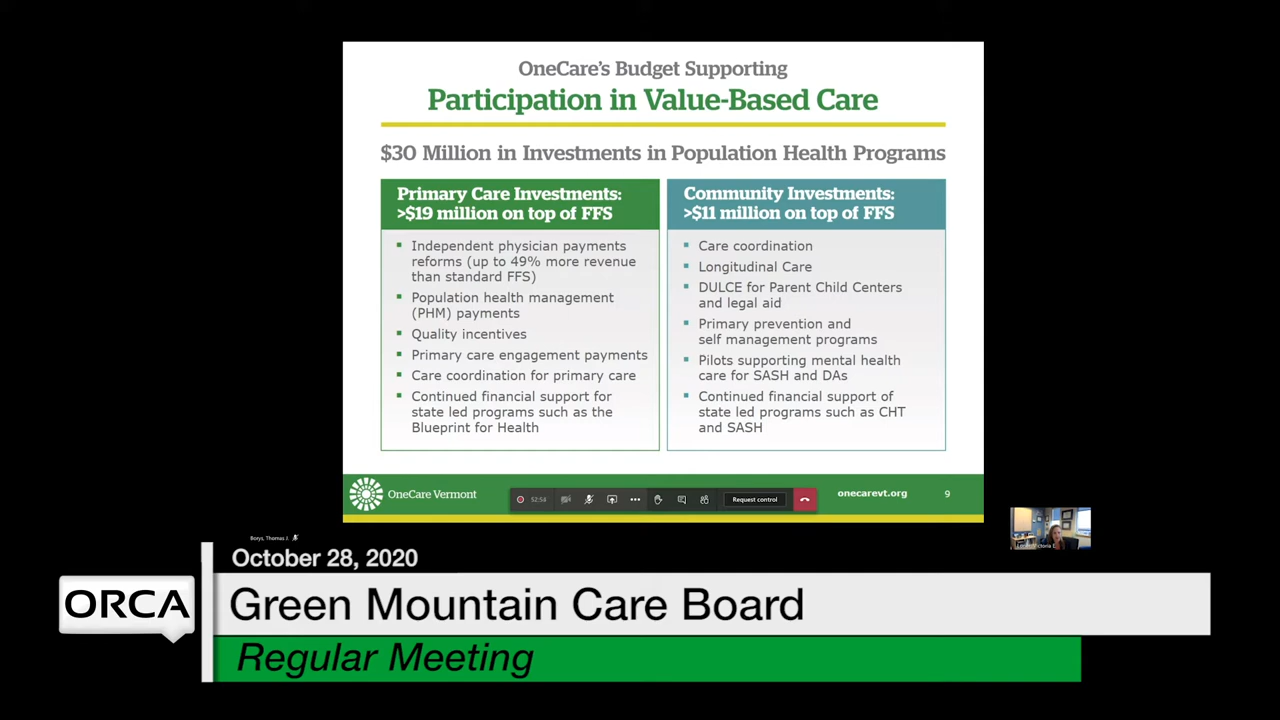 OneCare's Budget Supporting
Participation in Value-Based Care
$30 Million in Investments in Population Health Programs
Primary Care Investments:
>$19 million on top of FFS
Independent physician payments
reforms (up to 49% more revenue
than standard FFS)
Population health management
(PHM) payments
Quality incentives
Primary care engagement payments
Care coordination for primary care
Continued financial support for
state led programs such as the
Blueprint for Health
Community Investments:
>$11 million on top of FFS
Care coordination
Longitudinal Care
DULCE for Parent Child Centers
and legal aid
Primary prevention and
self management programs
Pilots supporting mental health
care for SASH and DAs
Continued financial support of
state led programs such as CHT
and SASH
OneCare Vermont
52:54
Request control
onecarevt.org
9
Borys, Thomas J.
Victoria E
October 28, 2020
ORCA
Green Mountain Care Board
Regular Meeting